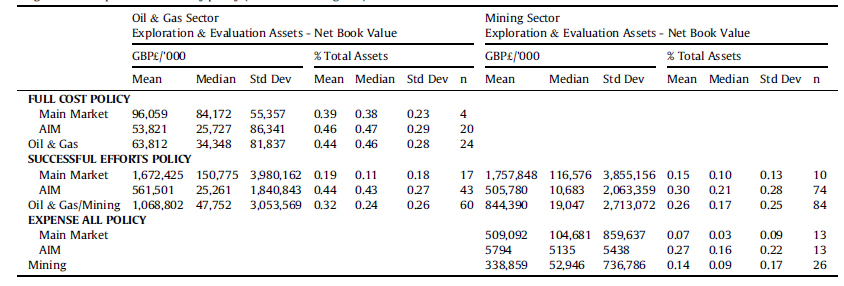 Oil & Gas Sector Mining Sector
Exploration & Evaluation Assets – Net Book Value Exploration & Evaluation Assets – Net Book Value
GBP£/'000 % Total Assets GBP£/'000 % Total Assets
Mean Median Std Dev Mean Median Std Dev n Mean Median Std Dev Mean Median Std Dev n
FULL COST POLICY
Main Market 96,059 84,172 55,357 0.39 0.38 0.23 4
AIM 53,821 25,727 86,341 0.46 0.47 0.29 20
Oil & Gas 63,812 34,348 81,837 0.44 0.46 0.28 24
SUCCESSFUL EFFORTS POLICY
Main Market 1,672,425 150,775 3,980,162 0.19 0.11 0.18 17 1,757,848 116,576 3,855,156 0.15 0.10 0.13 10
AIM 561,501 25,261 1,840,843 0.44 0.43 0.27 43 505,780 10,683 2,063,359 0.30 0.21 0.28 74
Oil & Gas/Mining 1,068,802 47,752 3,053,569 0.32 0.24 0.26 60 844,390 19,047 2,713,072 0.26 0.17 0.25 84
EXPENSE ALL POLICY
Main Market 509,092 104,681 859,637 0.07 0.03 0.09 13
AIM 5794 5135 5438 0.27 0.16 0.22 13
Mining 338,859 52,946 736,786 0.14 0.09 0.17 26